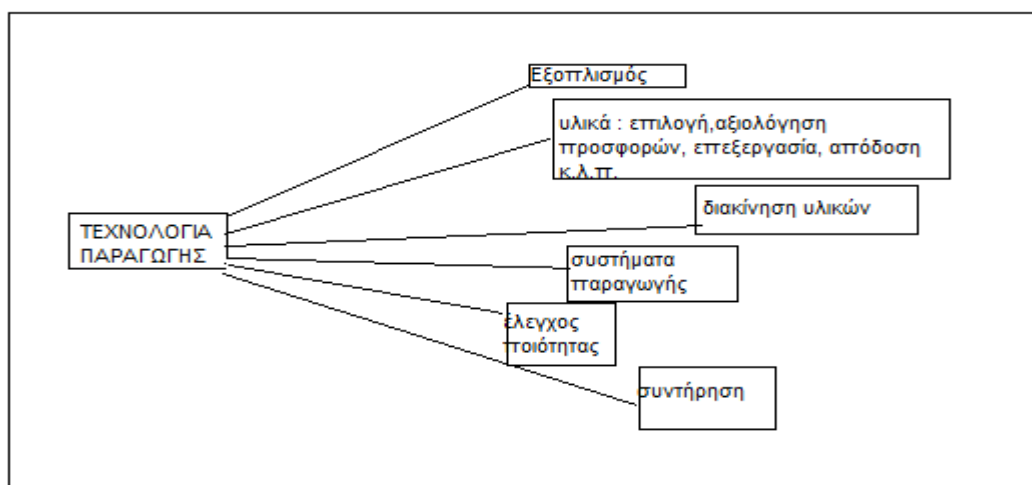 Εξοπλισμός
υλικά : επιλογή,αξιολόγηση
προσφορών, επεξεργασία, απόδοση
κ.λ.π.
διακίνηση υλικών
ΤΕΧΝΟΛΟΓΙΑ
ΠΑΡΑΓΩΓΗΣ
συστήματα
παραγωγής
έλεγχος
ποιότητας
συντήρηση